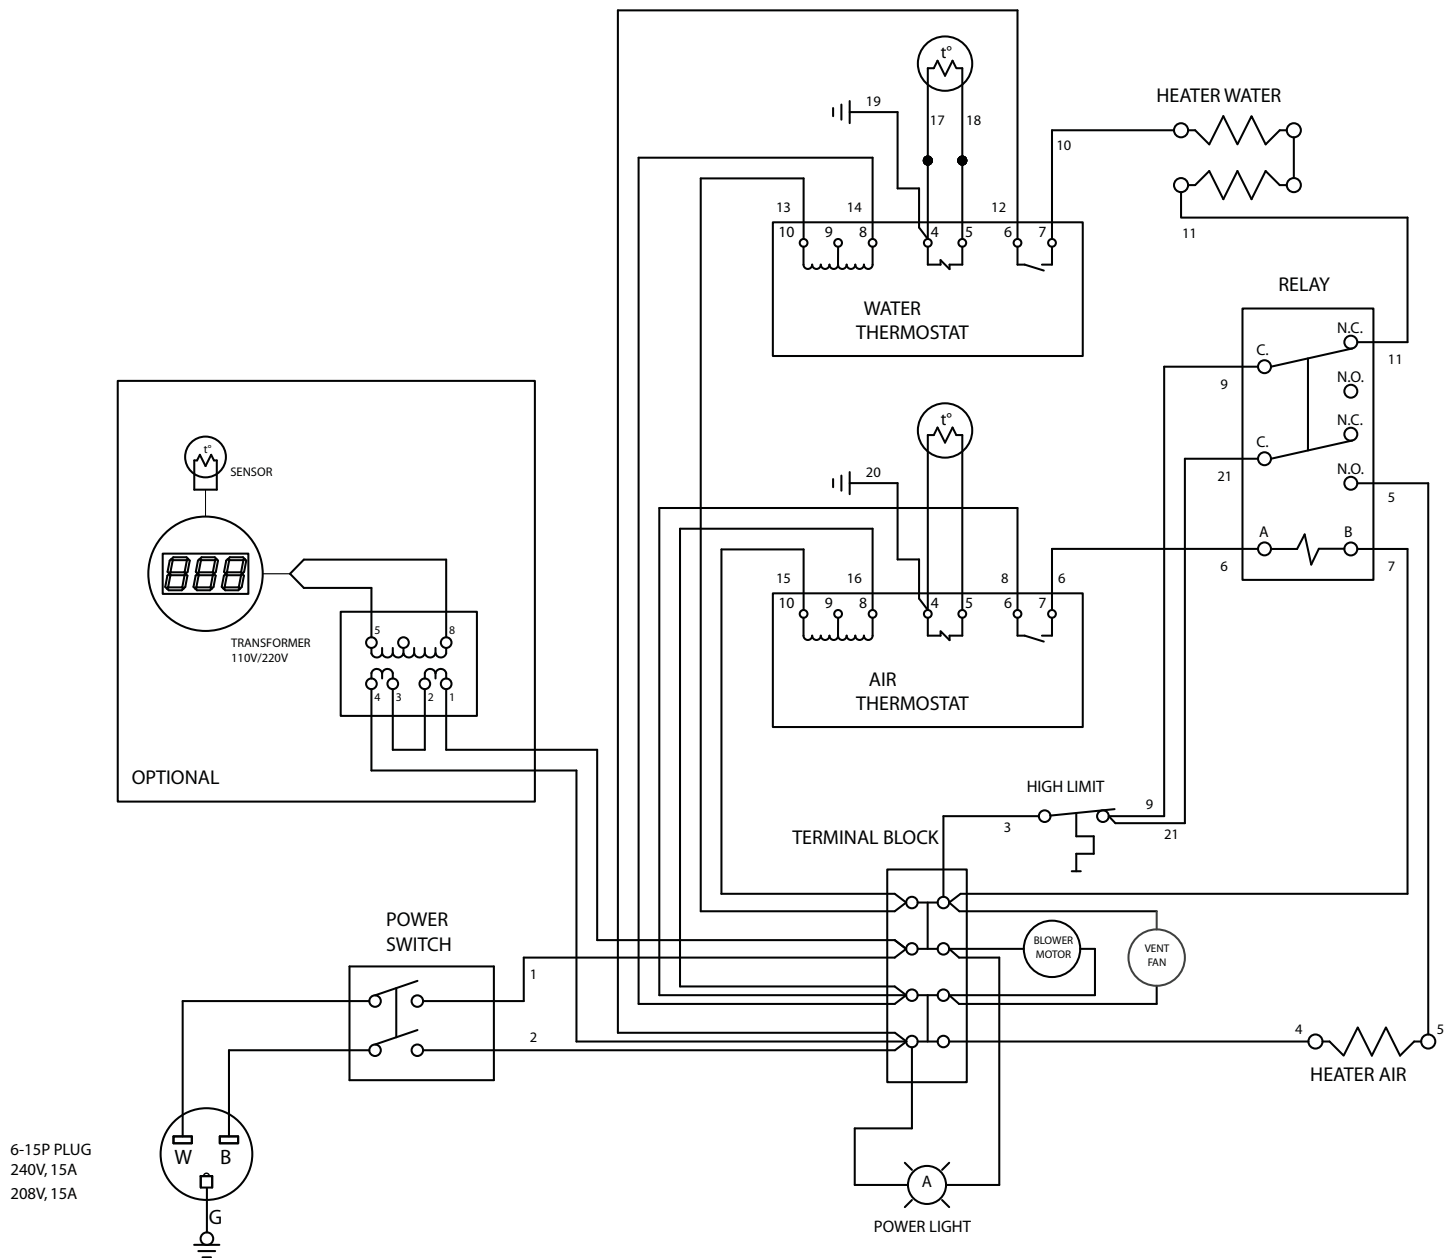 t°
HEATER WATER
19
17
18
10
13
14
12
11
10
9
8
4
5
6
7
RELAY
WATER
THERMOSTAT
N.C.
C.
11
9
N.O.
N.C.
C.
21
N.O.
5
t°
SENSOR
t°
20
A
B
6
7
15
16
8
6
10
9
8
4
5
6
7
888
TRANSFORMER
110V/220V
5
8
4
3
2
1
AIR
THERMOSTAT
OPTIONAL
HIGH LIMIT
3
9
21
TERMINAL BLOCK
POWER
SWITCH
1
2
BLOWER
MOTOR
VENT
FAN
4
5
HEATER AIR
6-15P PLUG
240V, 15A
208V, 15A
W
B
G
A
POWER LIGHT